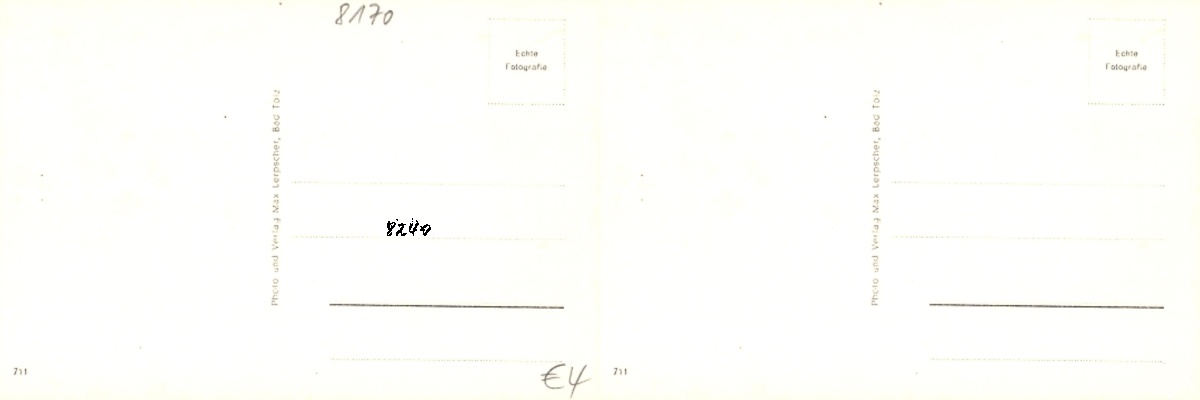 8170
Echte
Fotografie
Photo und Verlag Max Lerpscher, Bad Tölz
8240
711
€4
Echte
Fotografie
Photo und Verlag Max Lerpscher, Bad Tölz
711